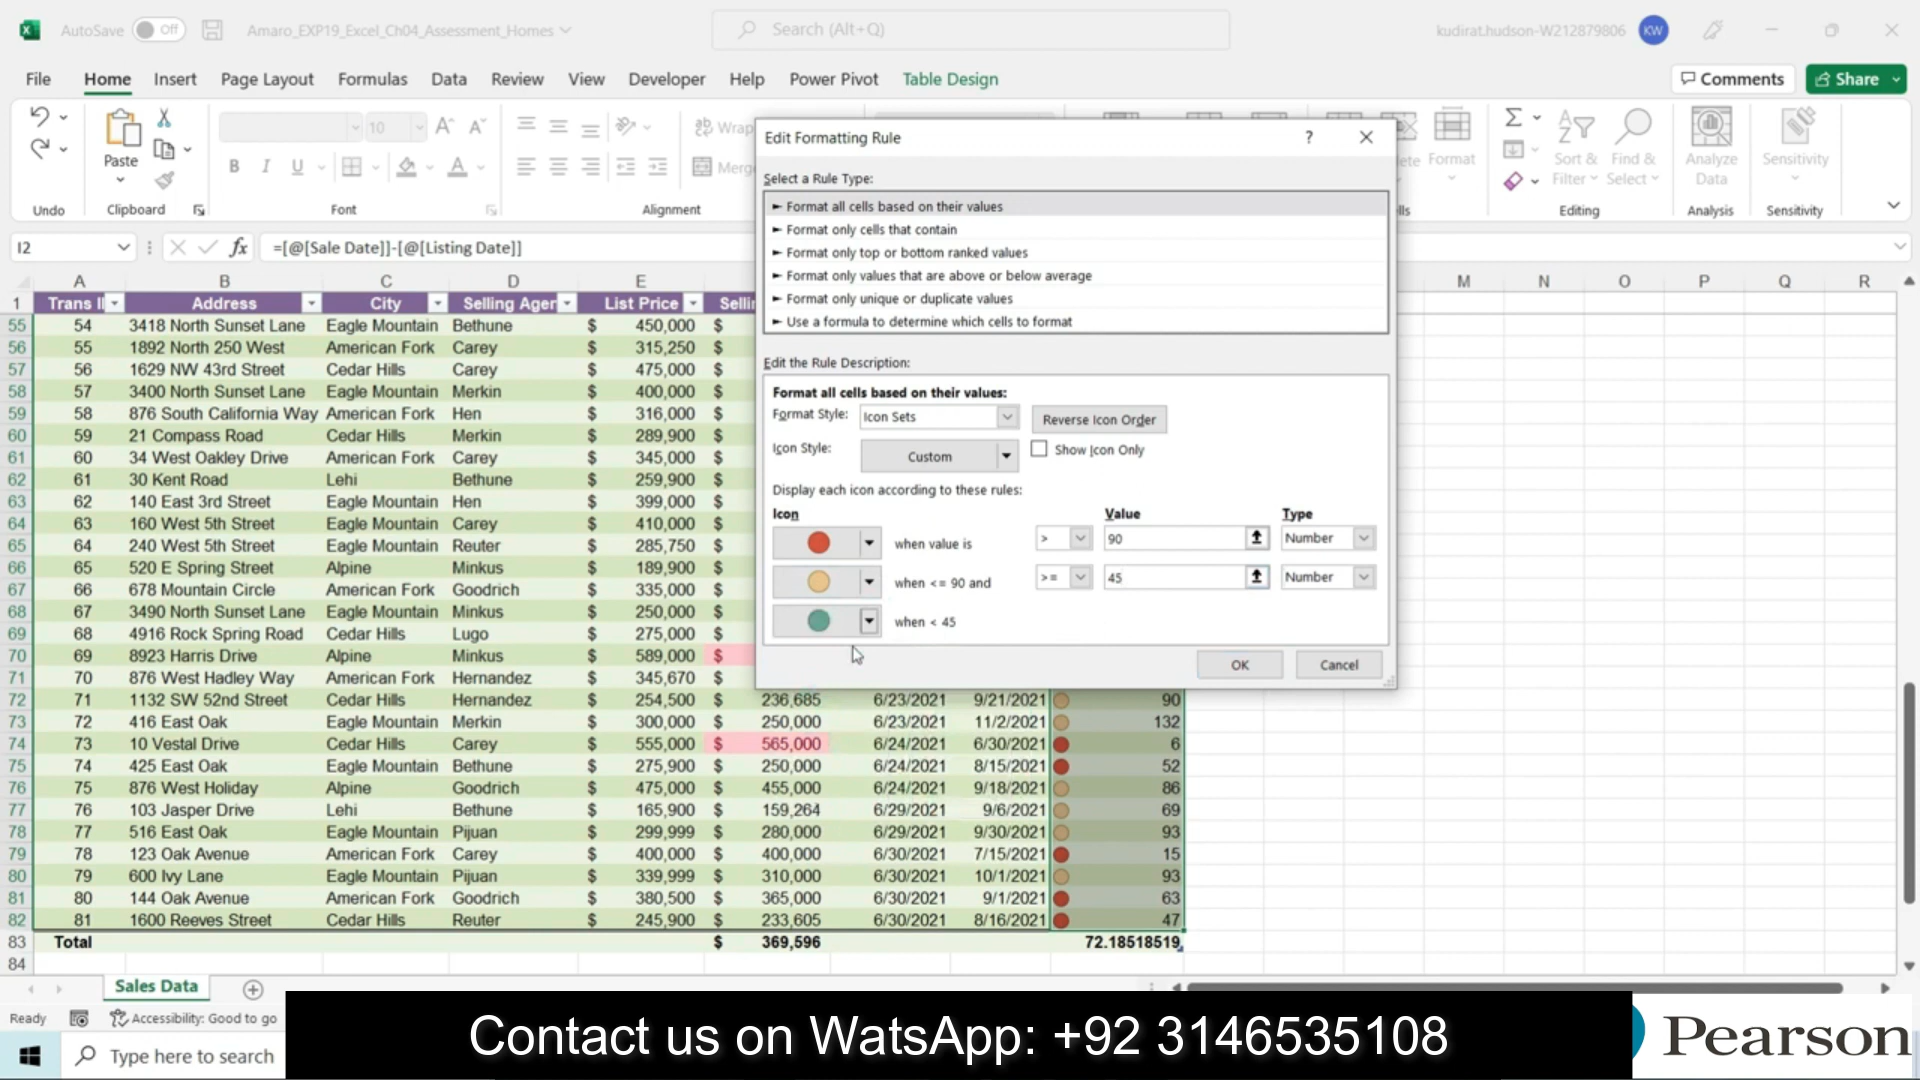 AutoSave Off Amaro_EXP19_Excel_Ch04_Assessment_Homes Search (Alt+Q) kudirat.hudson-W212879806 KW
File Home Insert Page Layout Formulas Data Review View Developer Help Power Pivot Table Design Comments Share
Paste 10 Wrap B I U Merg Format Sort & Filter Find & Select Analyze Data Sensitivity
Undo Clipboard Font Alignment Editing Analysis Sensitivity
I2 fx =[@[Sale Date]]-[@[Listing Date]]
Edit Formatting Rule ?
Select a Rule Type:
► Format all cells based on their values
► Format only cells that contain
► Format only top or bottom ranked values
► Format only values that are above or below average
► Format only unique or duplicate values
► Use a formula to determine which cells to format
Edit the Rule Description:
Format all cells based on their values:
Format Style: Icon Sets Reverse Icon Order
Icon Style: Custom Show Icon Only
Display each icon according to these rules:
Icon Value Type
when value is > 90 Number
when <= 90 and >= 45 Number
when < 45
OK Cancel
A B C D E M N O P Q R
1 Trans I Address City Selling Agen List Price Selli
55 54 3418 North Sunset Lane Eagle Mountain Bethune $ 450,000 $
56 55 1892 North 250 West American Fork Carey $ 315,250 $
57 56 1629 NW 43rd Street Cedar Hills Carey $ 475,000 $
58 57 3400 North Sunset Lane Eagle Mountain Merkin $ 400,000 $
59 58 876 South California Way American Fork Hen $ 316,000 $
60 59 21 Compass Road Cedar Hills Merkin $ 289,900 $
61 60 34 West Oakley Drive American Fork Carey $ 345,000 $
62 61 30 Kent Road Lehi Bethune $ 259,900 $
63 62 140 East 3rd Street Eagle Mountain Hen $ 399,000 $
64 63 160 West 5th Street Eagle Mountain Carey $ 410,000 $
65 64 240 West 5th Street Eagle Mountain Reuter $ 285,750 $
66 65 520 E Spring Street Alpine Minkus $ 189,900 $
67 66 678 Mountain Circle American Fork Goodrich $ 335,000 $
68 67 3490 North Sunset Lane Eagle Mountain Minkus $ 250,000 $
69 68 4916 Rock Spring Road Cedar Hills Lugo $ 275,000 $
70 69 8923 Harris Drive Alpine Minkus $ 589,000 $
71 70 876 West Hadley Way American Fork Hernandez $ 345,670 $
72 71 1132 SW 52nd Street Cedar Hills Hernandez $ 254,500 $ 236,685 6/23/2021 9/21/2021 90
73 72 416 East Oak Eagle Mountain Merkin $ 300,000 $ 250,000 6/23/2021 11/2/2021 132
74 73 10 Vestal Drive Cedar Hills Carey $ 555,000 $ 565,000 6/24/2021 6/30/2021 6
75 74 425 East Oak Eagle Mountain Bethune $ 275,900 $ 250,000 6/24/2021 8/15/2021 52
76 75 876 West Holiday Alpine Goodrich $ 475,000 $ 455,000 6/24/2021 9/18/2021 86
77 76 103 Jasper Drive Lehi Bethune $ 165,900 $ 159,264 6/29/2021 9/6/2021 69
78 77 516 East Oak Eagle Mountain Pijuan $ 299,999 $ 280,000 6/29/2021 9/30/2021 93
79 78 123 Oak Avenue American Fork Carey $ 400,000 $ 400,000 6/30/2021 7/15/2021 15
80 79 600 Ivy Lane Eagle Mountain Pijuan $ 339,999 $ 310,000 6/30/2021 10/1/2021 93
81 80 144 Oak Avenue American Fork Goodrich $ 380,500 $ 365,000 6/30/2021 9/1/2021 63
82 81 1600 Reeves Street Cedar Hills Reuter $ 245,900 $ 233,605 6/30/2021 8/16/2021 47
83 Total $ 369,596 72.18518519
84
Sales Data
Ready Accessibility: Good to go
Type here to search
Contact us on WatsApp: +92 3146535108
Pearson